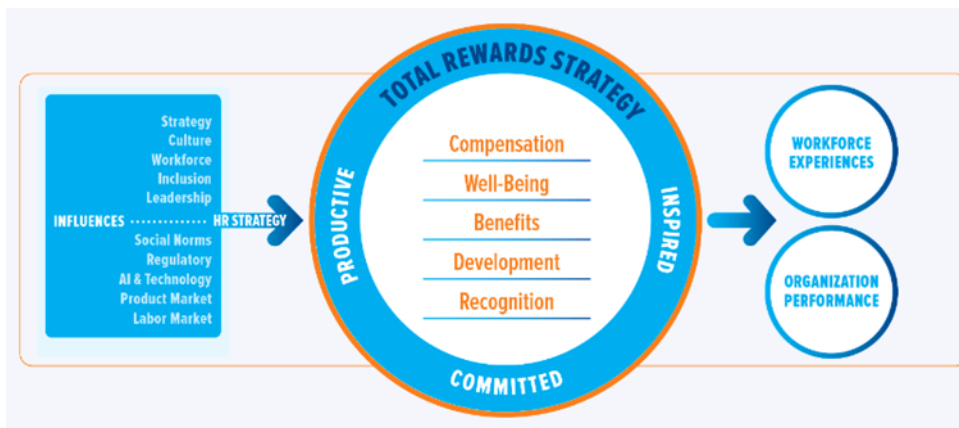 Strategy
Culture
Workforce
Inclusion
Leadership
INFLUENCES ············ HR STRATEGY
Social Norms
Regulatory
AI & Technology
Product Market
Labor Market
TOTAL REWARDS STRATEGY
PRODUCTIVE
Compensation
Well-Being
Benefits
Development
Recognition
INSPIRED
COMMITTED
WORKFORCE
EXPERIENCES
ORGANIZATION
PERFORMANCE